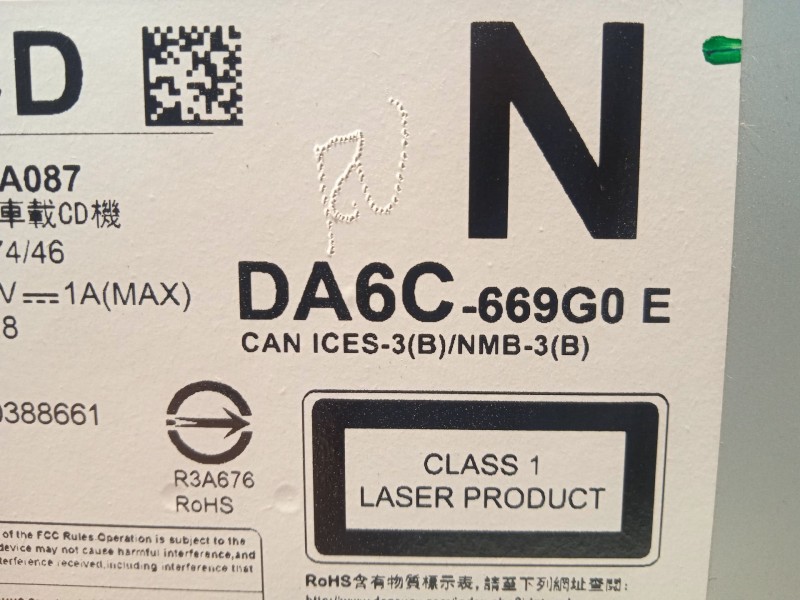 CD
N
A087
車載CD機
74/46
V⎓1A(MAX)
8
DA6C-669G0 E
CAN ICES-3(B)/NMB-3(B)
0388661
R3A676
RoHS
CLASS 1
LASER PRODUCT
of the FCC Rules.Operation is subject to the
device may not cause harmful interference,and
terference received,including interference that
RoHS含有物質標示表, 請至下列網址查閱: